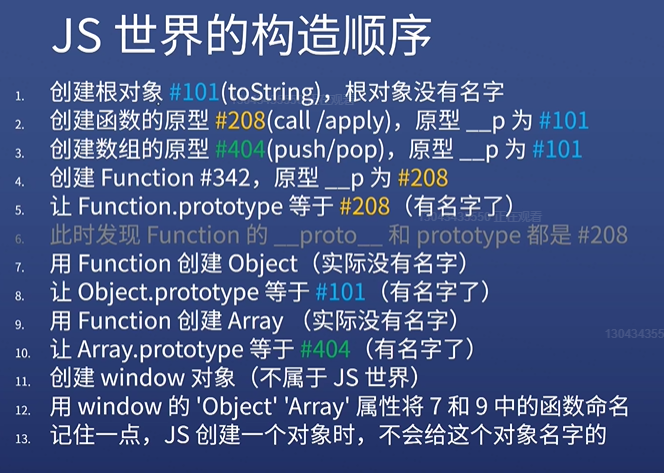 JS 世界的构造顺序
1. 创建根对象 #101(toString)，根对象没有名字
2. 创建函数的原型 #208(call /apply)，原型 __p 为 #101
3. 创建数组的原型 #404(push/pop)，原型 __p 为 #101
4. 创建 Function #342，原型 __p 为 #208
5. 让 Function.prototype 等于 #208（有名字了）
6. 此时发现 Function 的 __proto__ 和 prototype 都是 #208
7. 用 Function 创建 Object（实际没有名字）
8. 让 Object.prototype 等于 #101（有名字了）
9. 用 Function 创建 Array （实际没有名字）
10. 让 Array.prototype 等于 #404（有名字了）
11. 创建 window 对象（不属于 JS 世界）
12. 用 window 的 'Object' 'Array' 属性将 7 和 9 中的函数命名
13. 记住一点，JS 创建一个对象时，不会给这个对象名字的